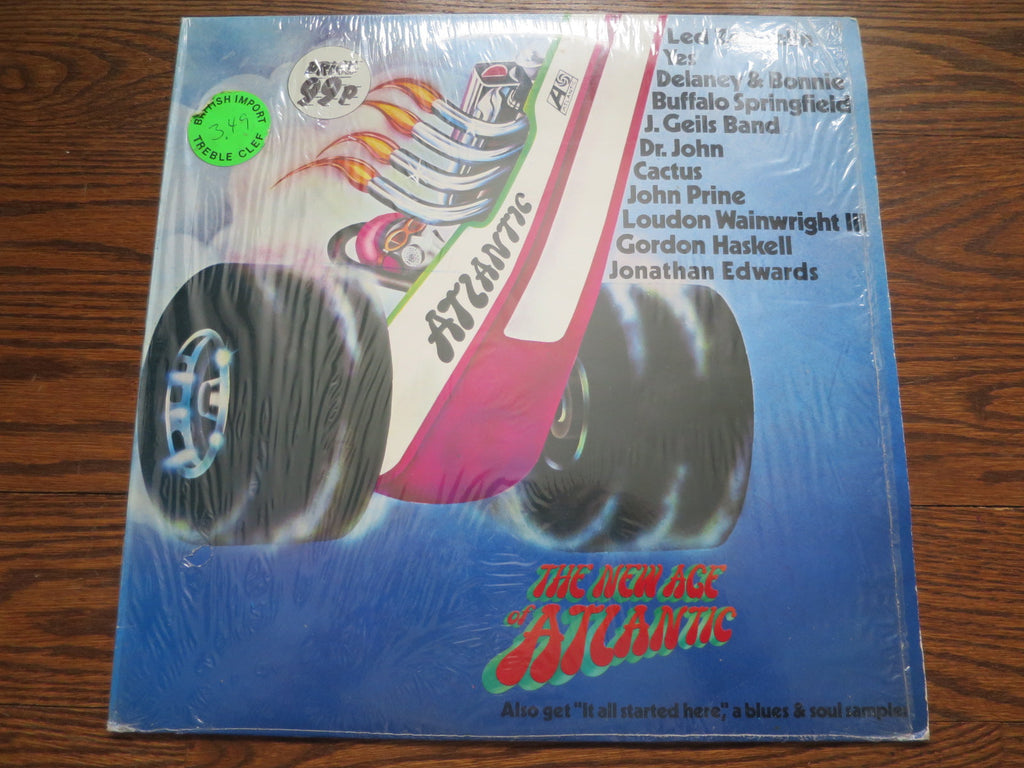 Led Zeppelin
Yes
Delaney & Bonnie
Buffalo Springfield
J. Geils Band
Dr. John
Cactus
John Prine
Loudon Wainwright III
Gordon Haskell
Jonathan Edwards
99p
BRITISH IMPORT
3.49
TREBLE CLEF
ATLANTIC
THE NEW AGE
of ATLANTIC
Also get "It all started here", a blues & soul sampler